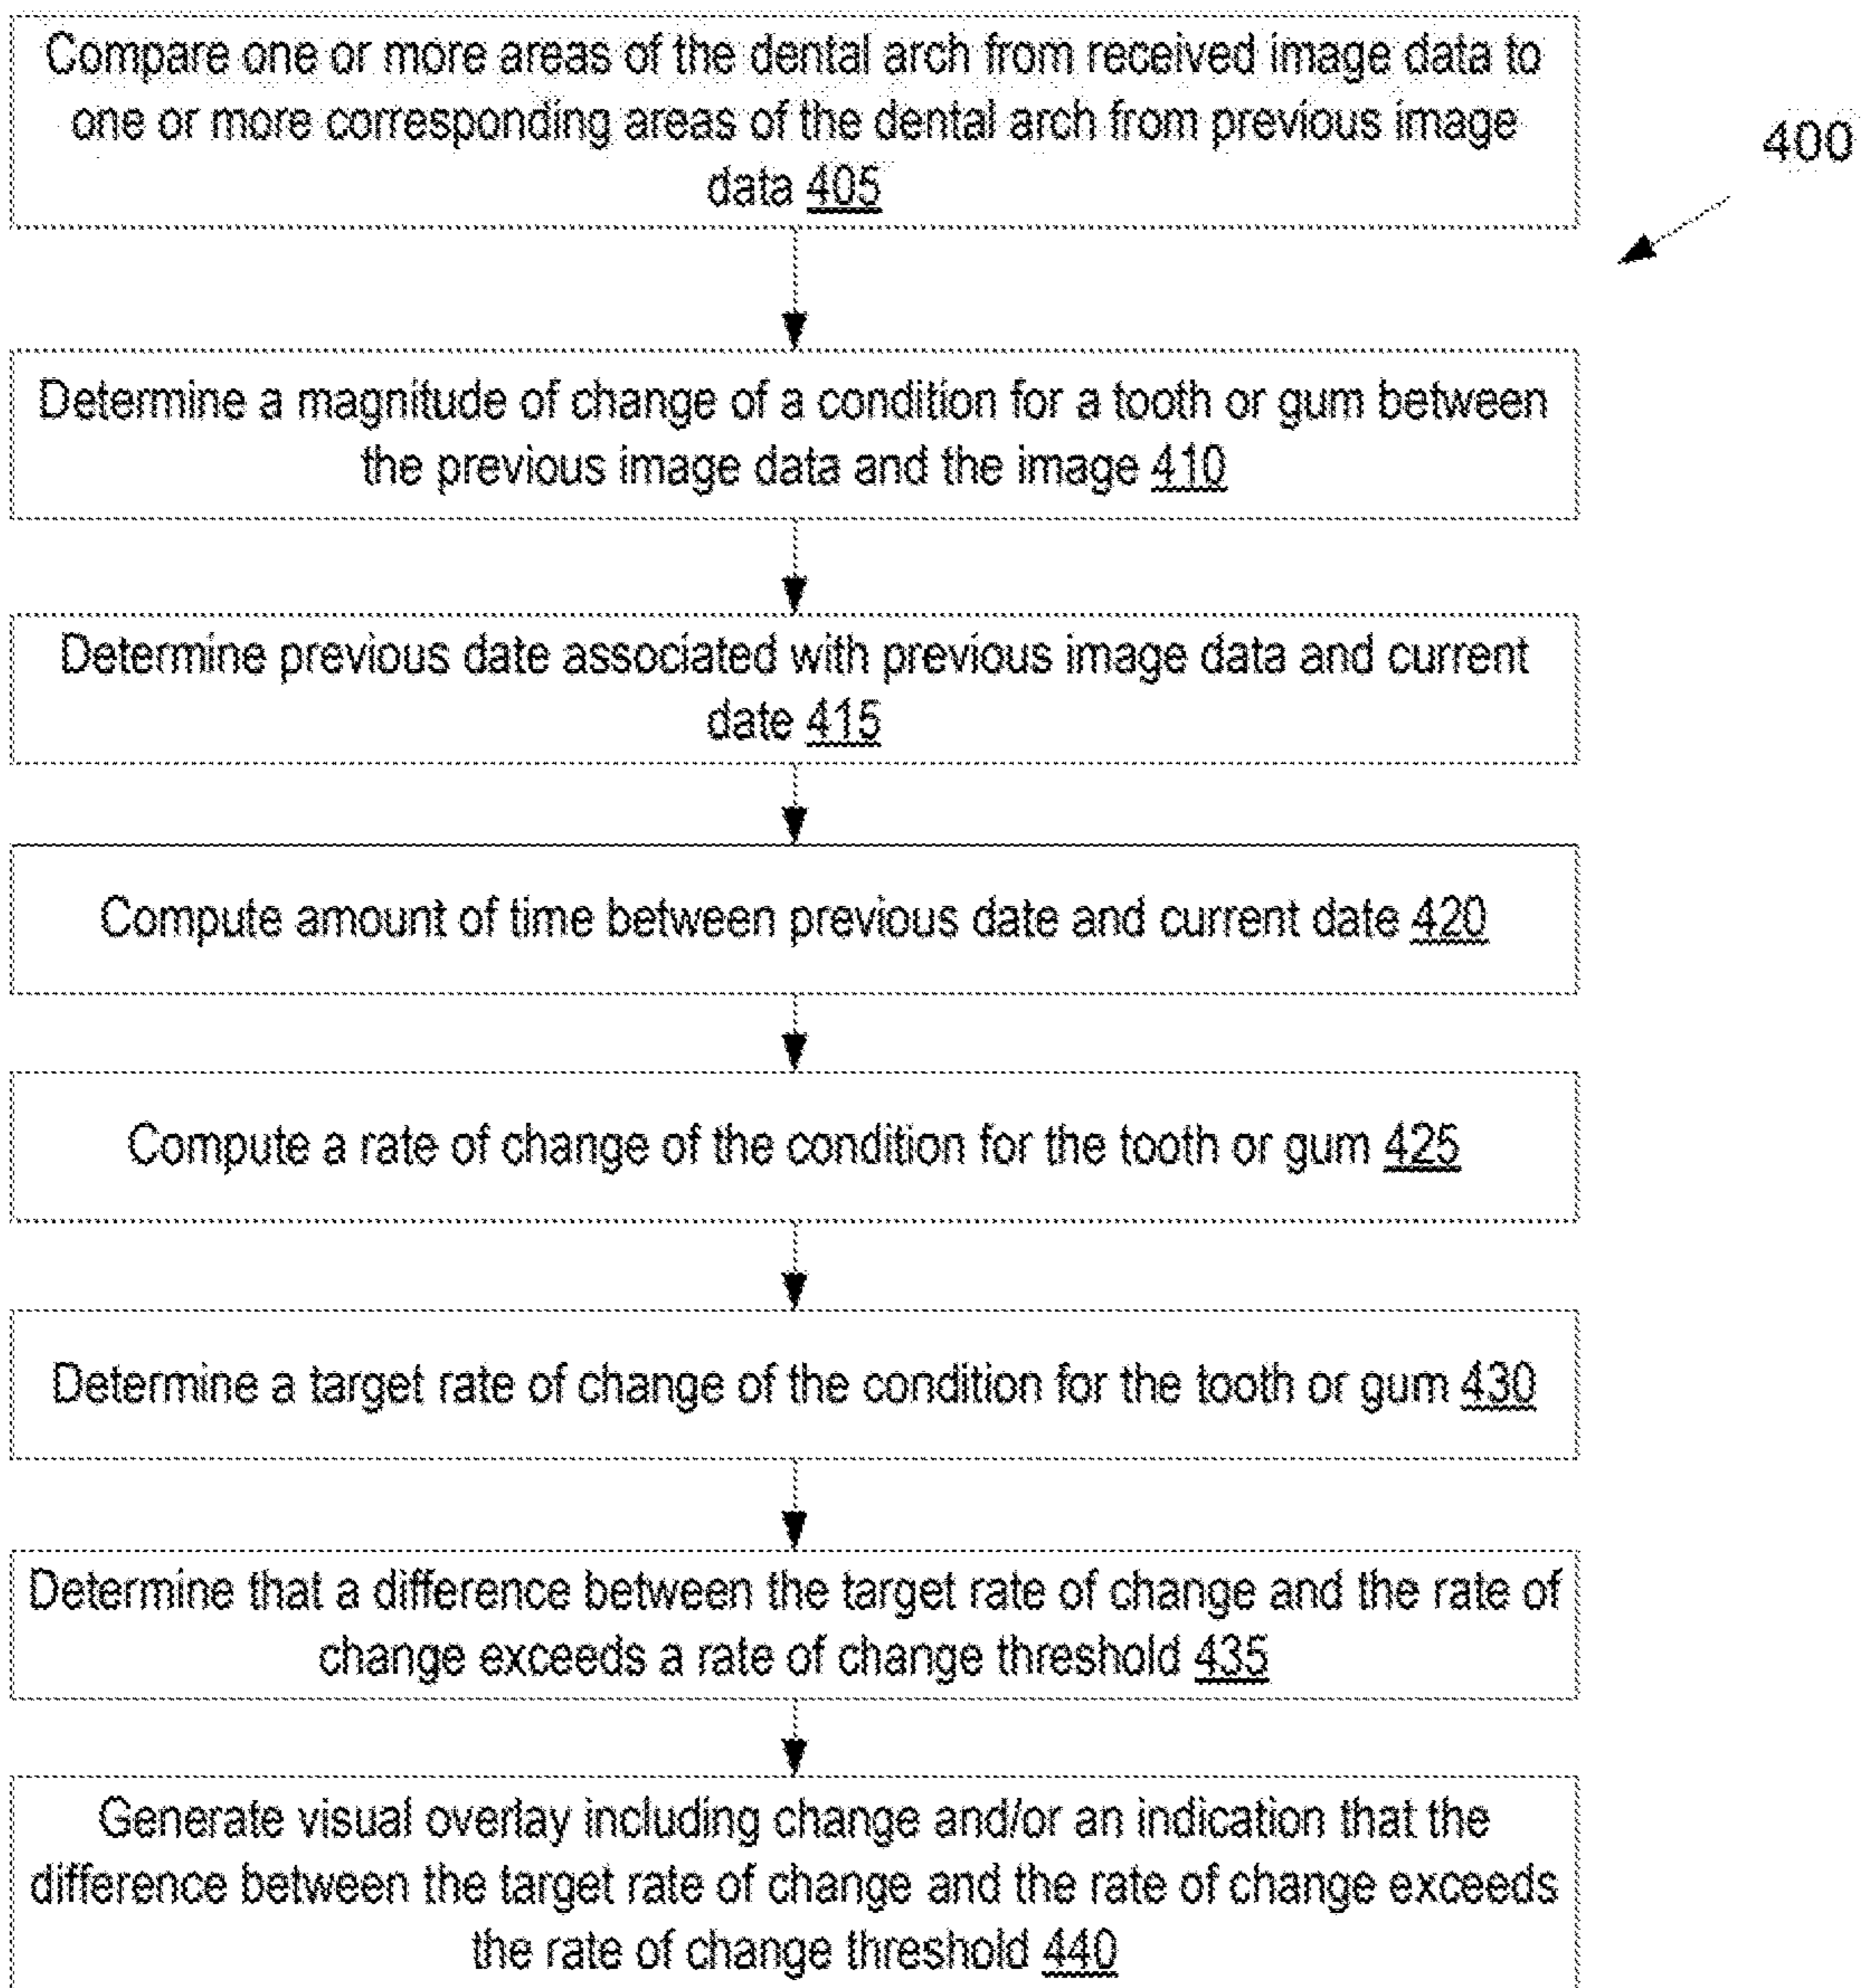 Compare one or more areas of the dental arch from received image data to
one or more corresponding areas of the dental arch from previous image
data 405
400
Determine a magnitude of change of a condition for a tooth or gum between
the previous image data and the image 410
Determine previous date associated with previous image data and current
date 415
Compute amount of time between previous date and current date 420
Compute a rate of change of the condition for the tooth or gum 425
Determine a target rate of change of the condition for the tooth or gum 430
Determine that a difference between the target rate of change and the rate of
change exceeds a rate of change threshold 435
Generate visual overlay including change and/or an indication that the
difference between the target rate of change and the rate of change exceeds
the rate of change threshold 440